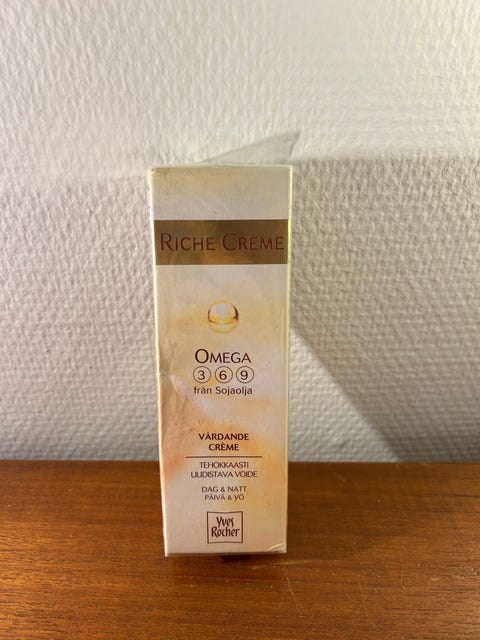 RICHE CRÈME
OMEGA
3 6 9
från Sojaolja
VÅRDANDE
CRÈME
TEHOKKAASTI
UUDISTAVA VOIDE
DAG & NATT
PÄIVÄ & YÖ
Yves
Rocher